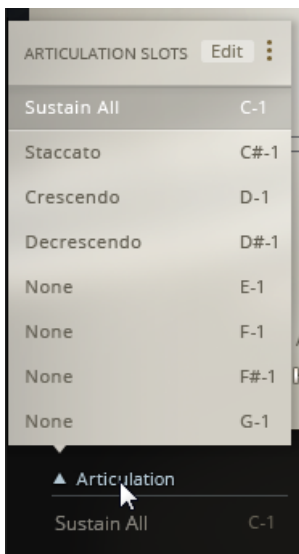 ARTICULATION SLOTS Edit
Sustain All C-1
Staccato C#-1
Crescendo D-1
Decrescendo D#-1
None E-1
None F-1
None F#-1
None G-1
Articulation
Sustain All C-1